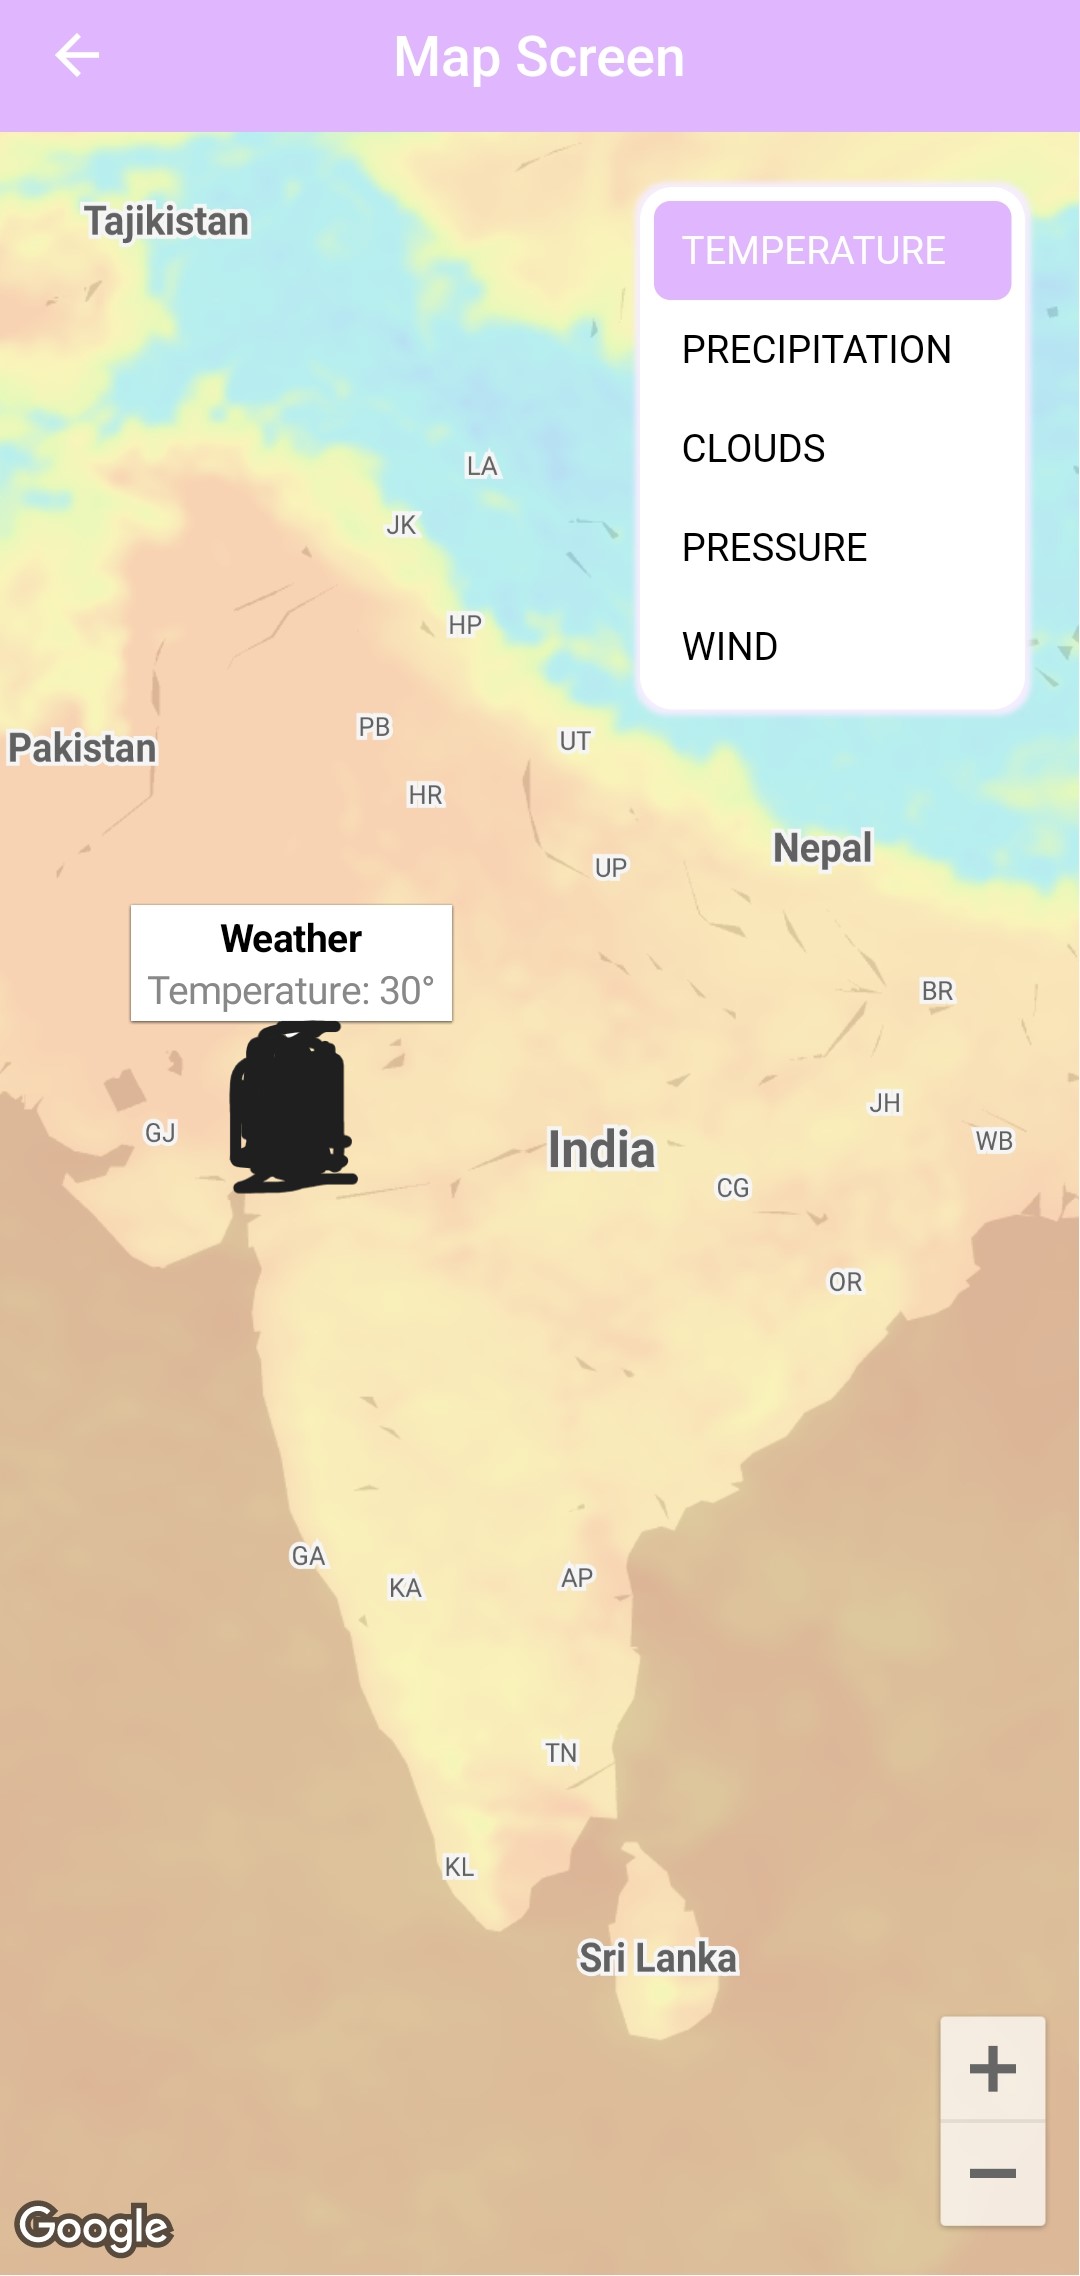 Map Screen
Tajikistan
TEMPERATURE
PRECIPITATION
CLOUDS
PRESSURE
WIND
LA
JK
HP
PB
UT
Pakistan
HR
Nepal
UP
Weather
Temperature: 30°
BR
JH
GJ
India
WB
CG
OR
GA
KA
AP
TN
KL
Sri Lanka
+
−
Google